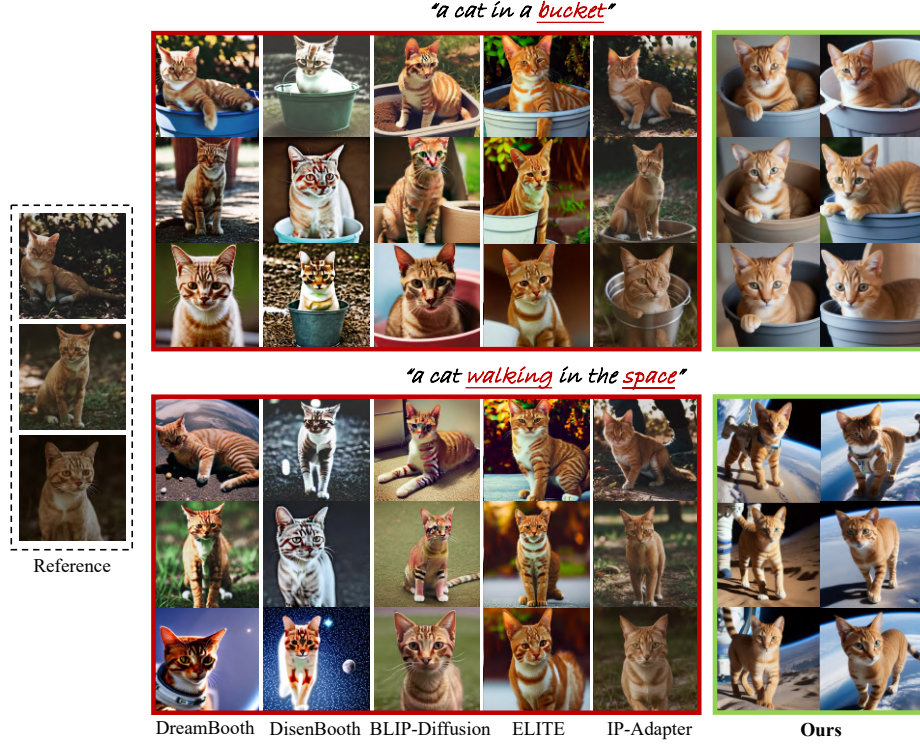 "a cat in a bucket"
"a cat walking in the space"
Reference
DreamBooth DisenBooth BLIP-Diffusion ELITE IP-Adapter Ours